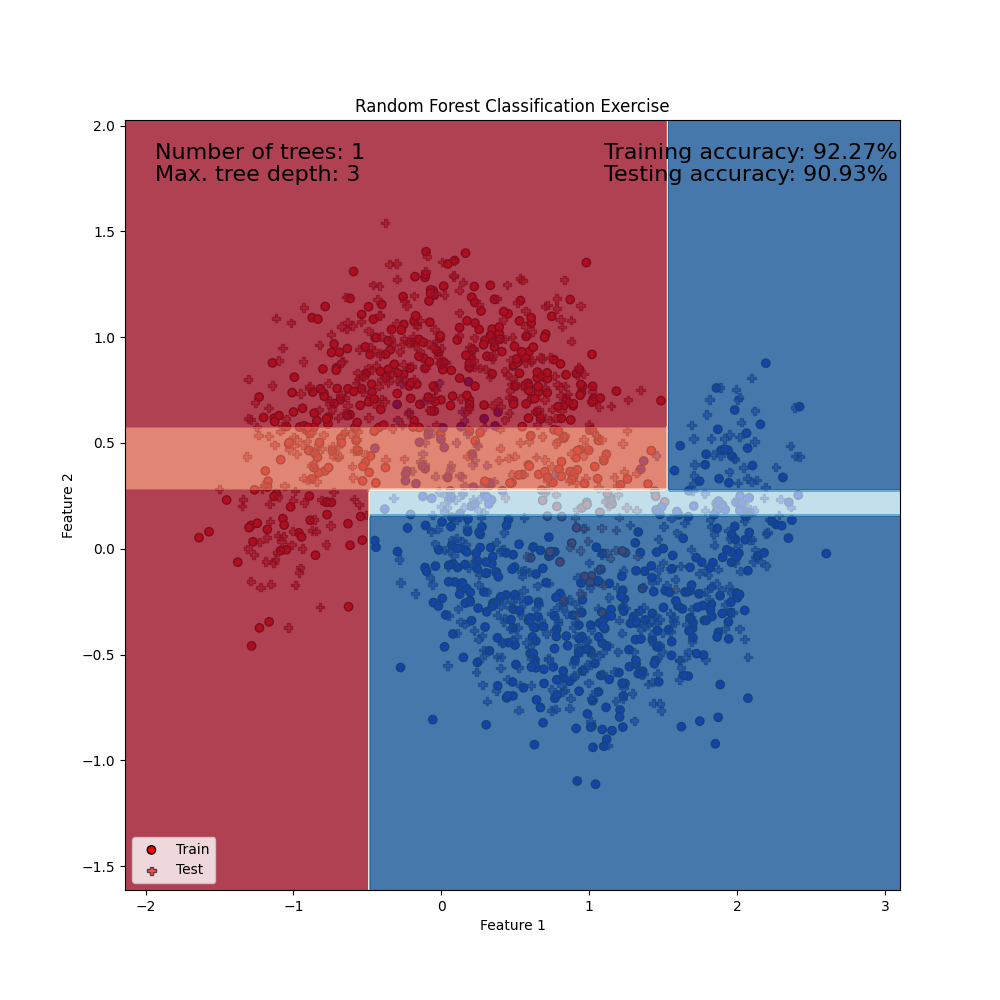 Random Forest Classification Exercise
Number of trees: 1
Max. tree depth: 3
Training accuracy: 92.27%
Testing accuracy: 90.93%
2.0
1.5
1.0
0.5
0.0
−0.5
−1.0
−1.5
Feature 2
Train
Test
−2
−1
0
1
2
3
Feature 1